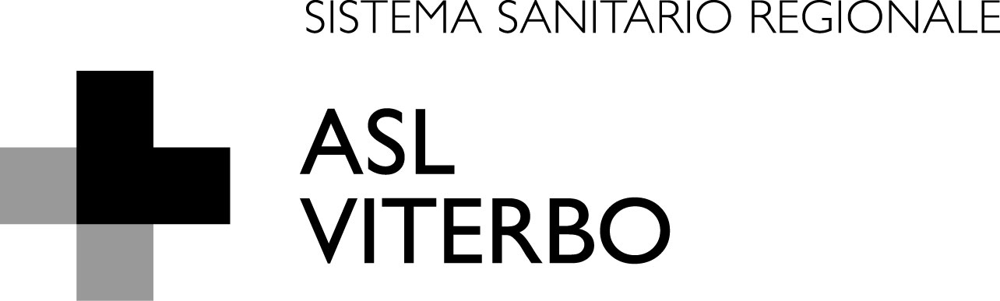 SISTEMA SANITARIO REGIONALE
ASL
VITERBO